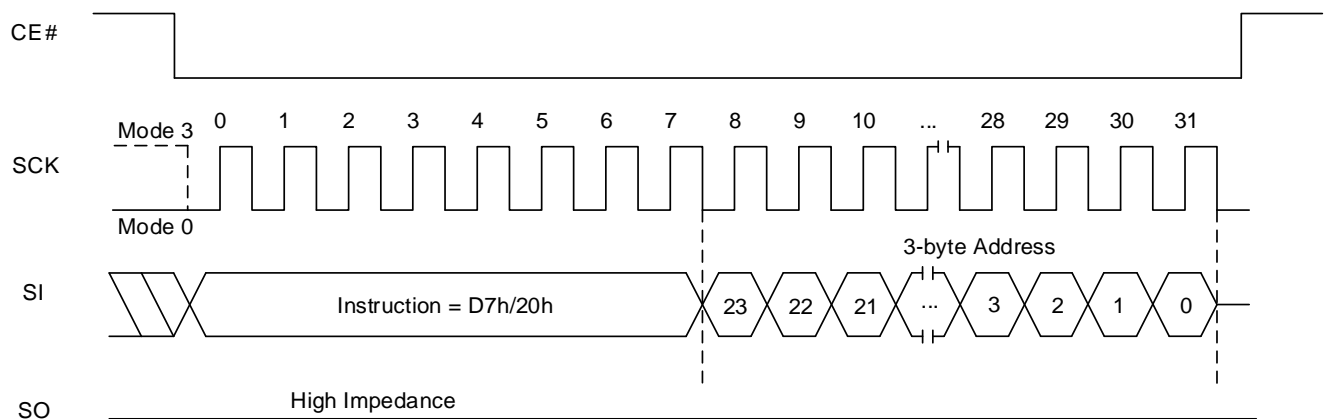 CE#
Mode 3
0 1 2 3 4 5 6 7 8 9 10 ... 28 29 30 31
SCK
Mode 0
3-byte Address
SI
Instruction = D7h/20h 23 22 21 ... 3 2 1 0
High Impedance
SO